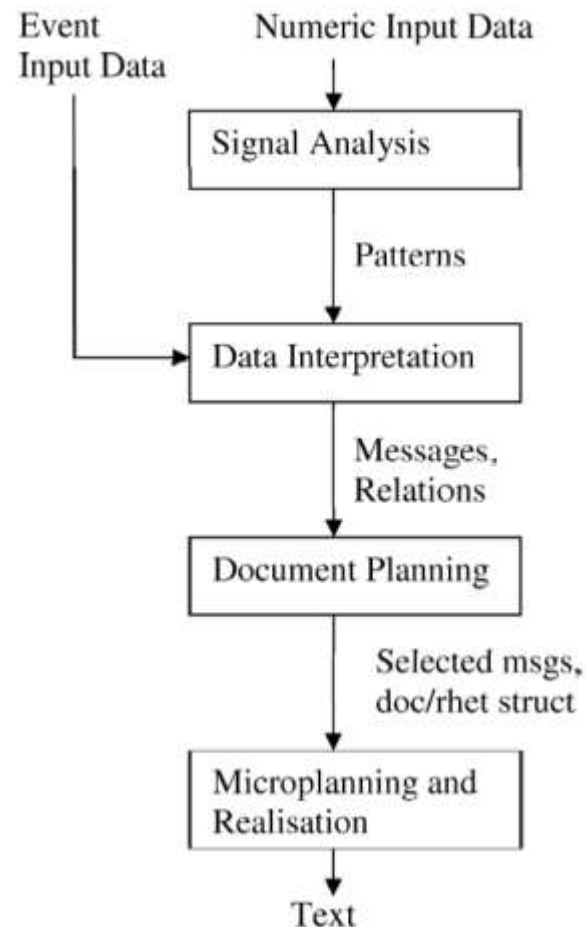 Event
Input Data
Numeric Input Data
Signal Analysis
Patterns
Data Interpretation
Messages,
Relations
Document Planning
Selected msgs,
doc/rhet struct
Microplanning and
Realisation
Text